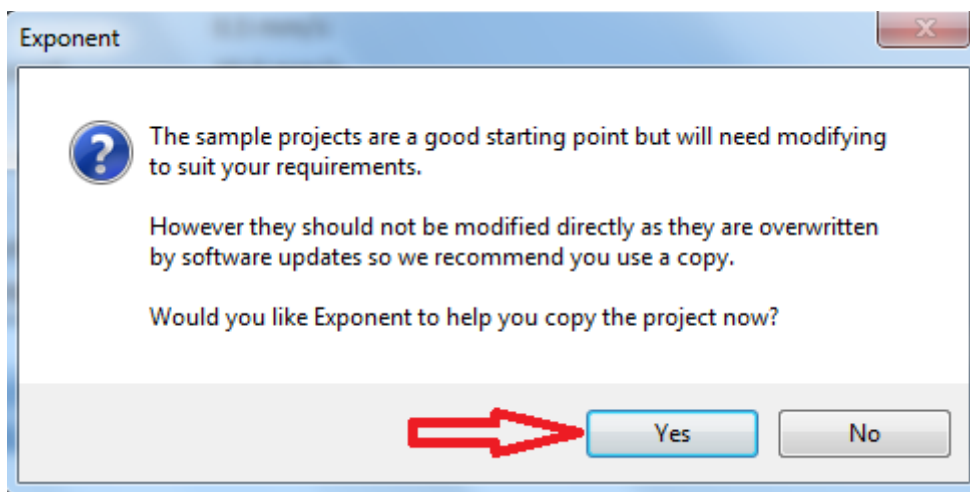 Exponent
The sample projects are a good starting point but will need modifying
to suit your requirements.
However they should not be modified directly as they are overwritten
by software updates so we recommend you use a copy.
Would you like Exponent to help you copy the project now?
Yes
No